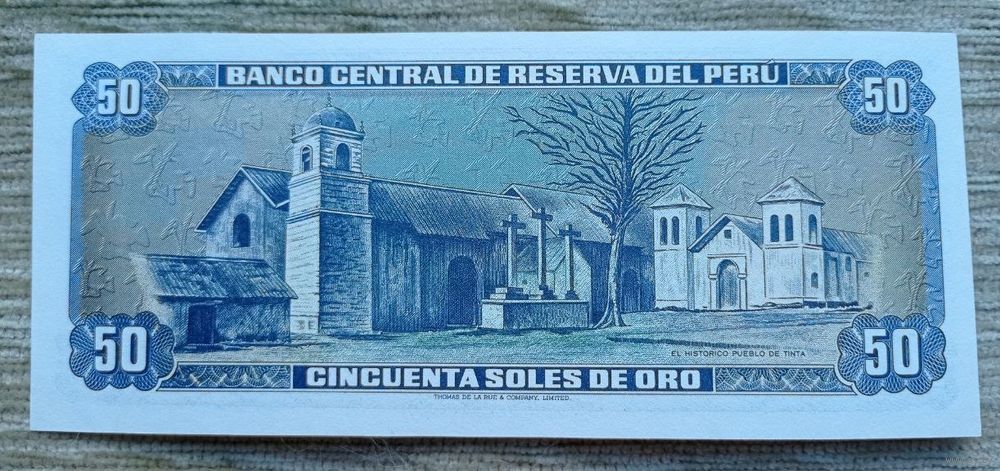 BANCO CENTRAL DE RESERVA DEL PERÚ
50
50
EL HISTORICO PUEBLO DE TINTA
50
50
CINCUENTA SOLES DE ORO
THOMAS DE LA RUE & COMPANY, LIMITED.